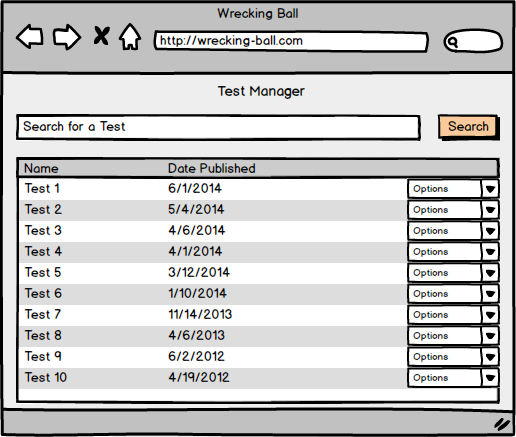 Wrecking Ball
http://wrecking-ball.com
Test Manager
Search for a Test
Search
Name Date Published
Test 1 6/1/2014 Options
Test 2 5/4/2014 Options
Test 3 4/6/2014 Options
Test 4 4/1/2014 Options
Test 5 3/12/2014 Options
Test 6 1/10/2014 Options
Test 7 11/14/2013 Options
Test 8 4/6/2013 Options
Test 9 6/2/2012 Options
Test 10 4/19/2012 Options